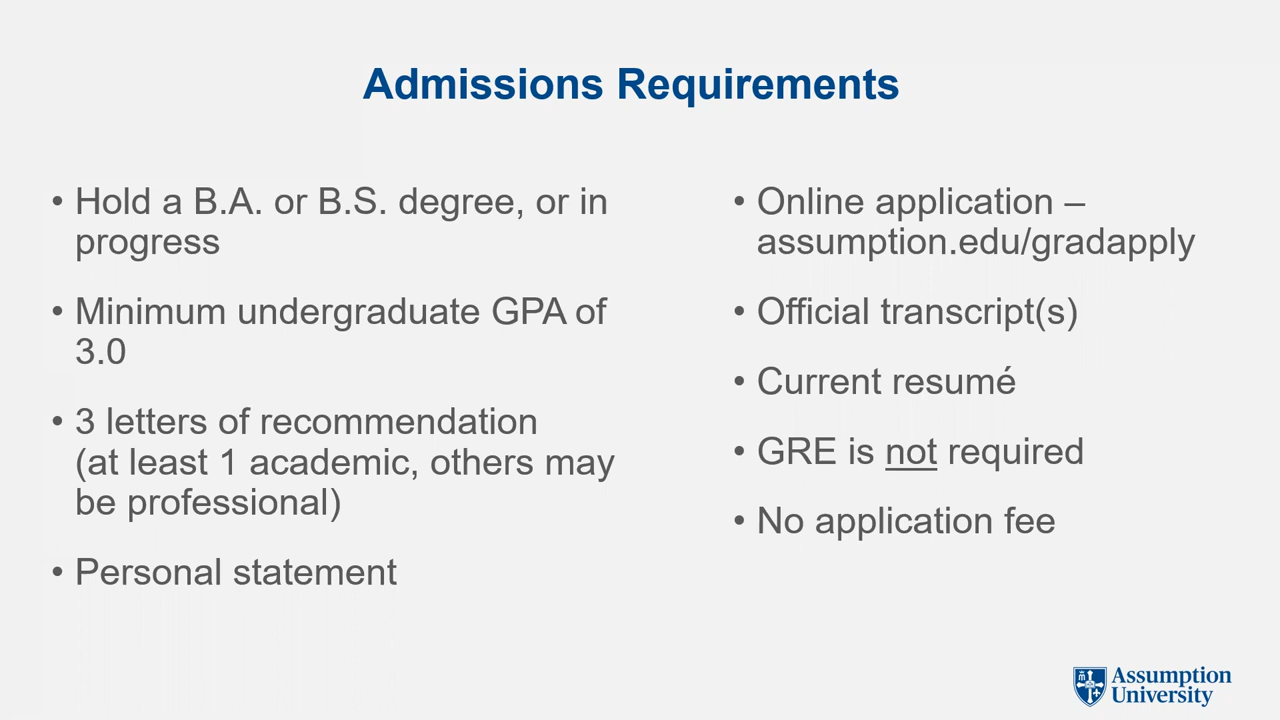 Admissions Requirements
• Hold a B.A. or B.S. degree, or in
progress
• Minimum undergraduate GPA of
3.0
• 3 letters of recommendation
(at least 1 academic, others may
be professional)
• Personal statement
• Online application –
assumption.edu/gradapply
• Official transcript(s)
• Current resumé
• GRE is not required
• No application fee
Assumption
University